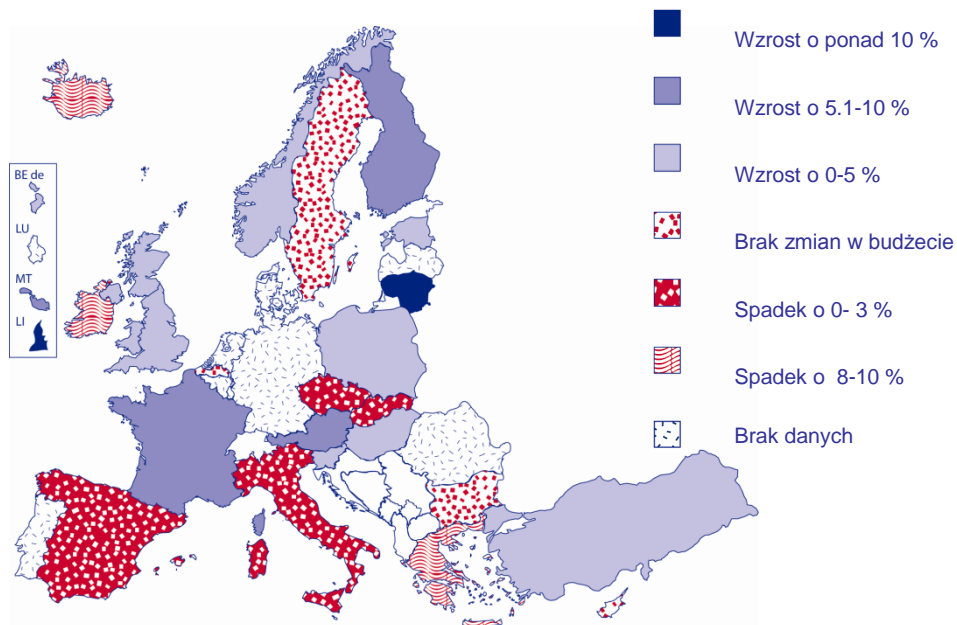 Wzrost o ponad 10 %
Wzrost o 5.1-10 %
Wzrost o 0-5 %
Brak zmian w budżecie
Spadek o 0- 3 %
Spadek o 8-10 %
Brak danych
BE de
LU
MT
LI